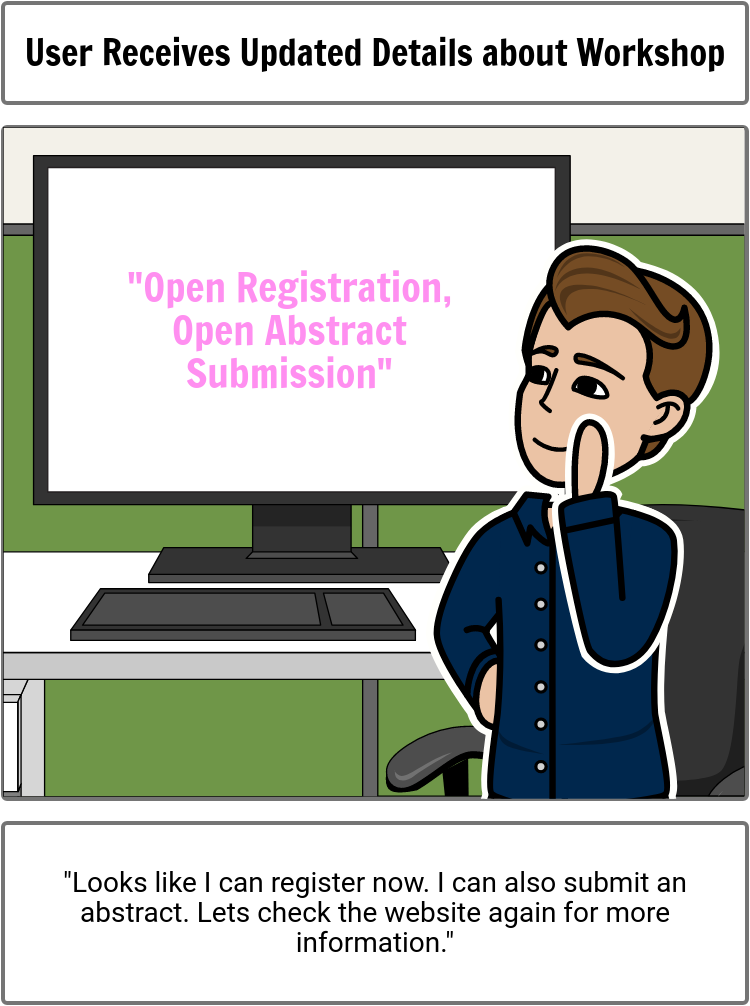 User Receives Updated Details about Workshop
"Open Registration,
Open Abstract
Submission"
"Looks like I can register now. I can also submit an
abstract. Lets check the website again for more
information."